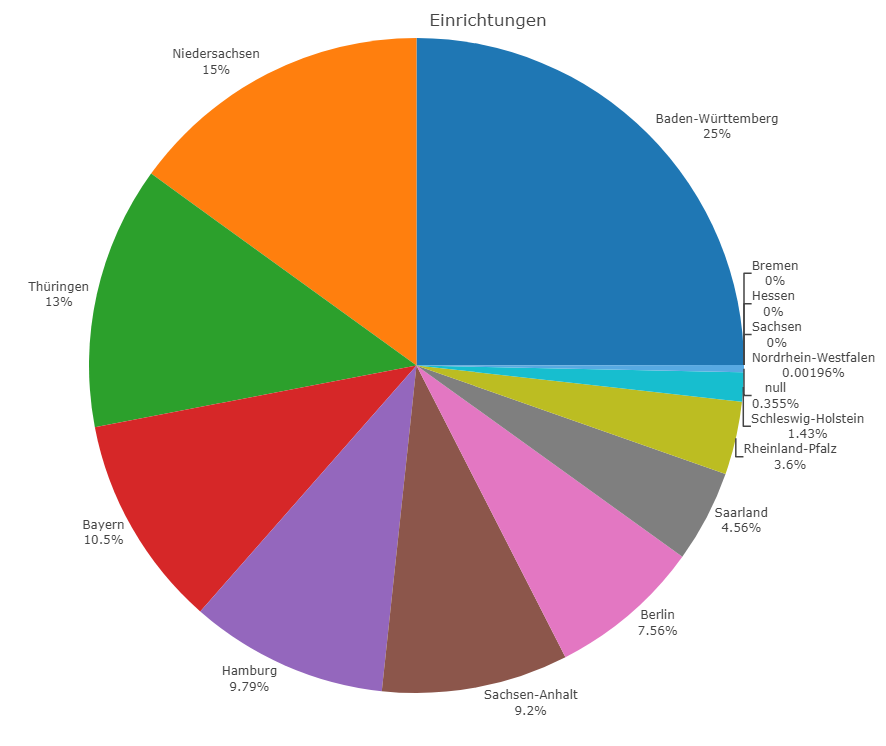 Einrichtungen
Niedersachsen
15%
Baden-Württemberg
25%
Bremen
0%
Hessen
0%
Thüringen
13%
Sachsen
0%
Nordrhein-Westfalen
0.00196%
null
0.355%
Schleswig-Holstein
1.43%
Rheinland-Pfalz
3.6%
Saarland
4.56%
Bayern
10.5%
Berlin
7.56%
Hamburg
9.79%
Sachsen-Anhalt
9.2%